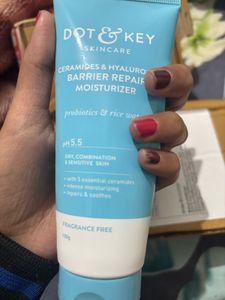 DOT & KEY
SKINCARE
CERAMIDES & HYALURO
BARRIER REPAIR
MOISTURIZER
probiotics & rice wat
pH 5.5
DRY, COMBINATION
& SENSITIVE SKIN
• with 5 essential ceramides
• intense moisturizing
• repairs & soothes
FRAGRANCE FREE